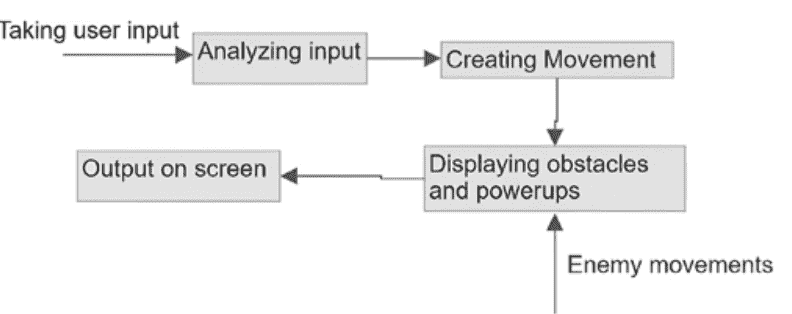 Taking user input
Analyzing input
Creating Movement
Displaying obstacles
and powerups
Output on screen
Enemy movements